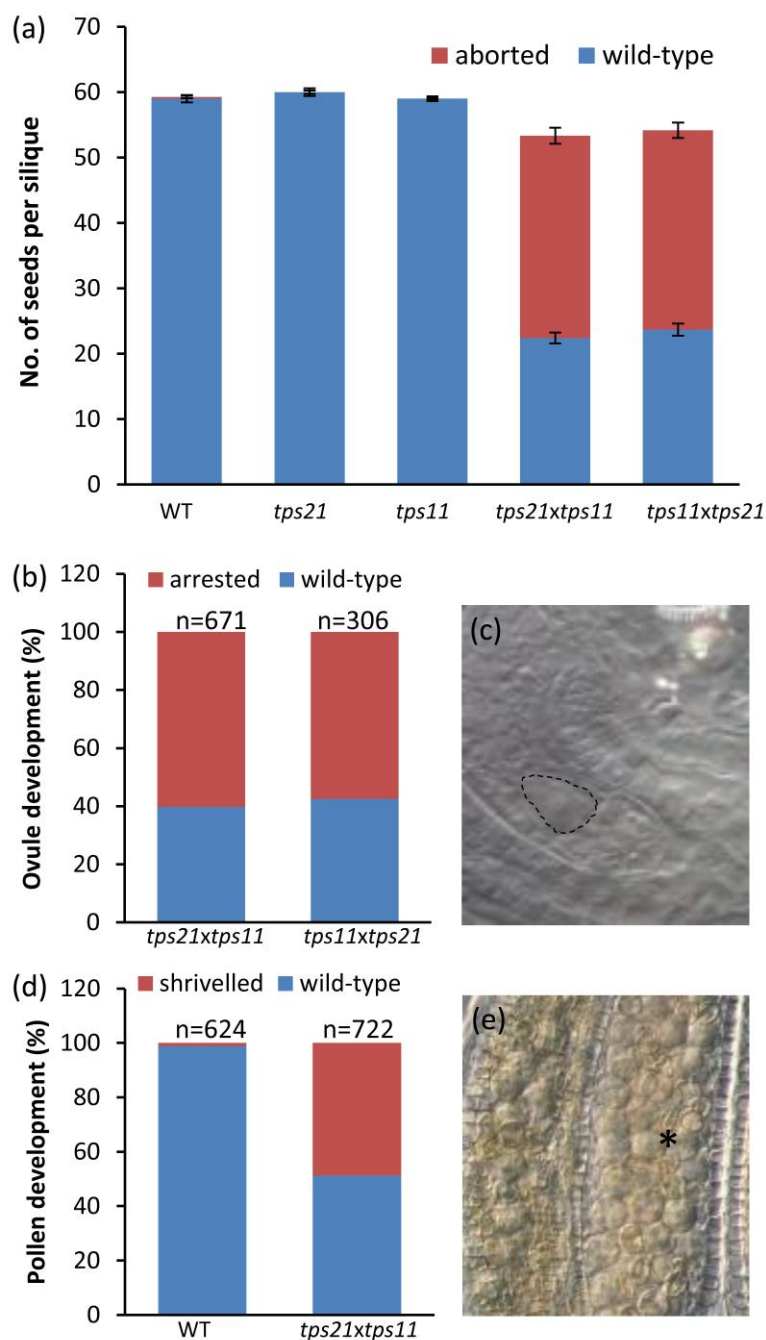 (a)
No. of seeds per silique
70
60
50
40
30
20
10
0
aborted wild-type
WT tps21 tps11 tps21xtps11 tps11xtps21
(b)
Ovule development (%)
120
100
80
60
40
20
0
arrested wild-type
n=671 n=306
tps21xtps11 tps11xtps21
(c)
(d)
Pollen development (%)
120
100
80
60
40
20
0
shrivelled wild-type
n=624 n=722
WT tps21xtps11
(e)
*